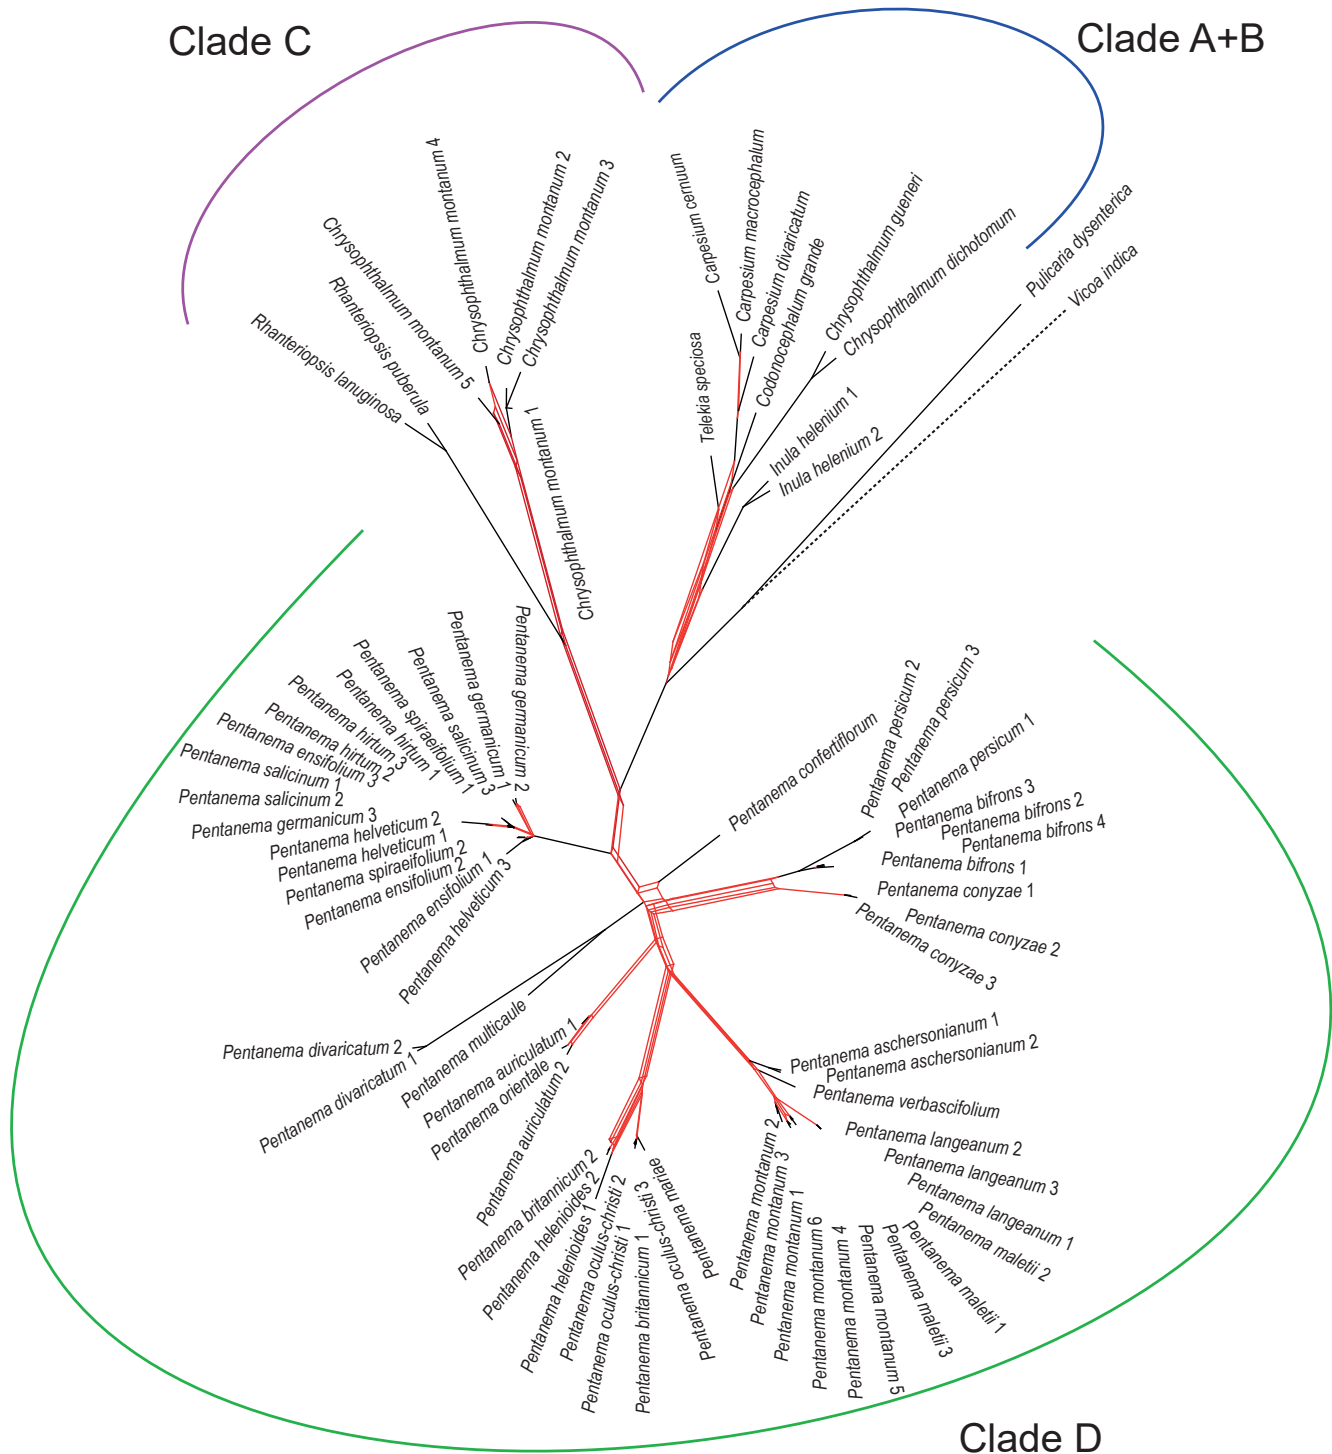 Clade C
Clade A+B
Chrysophthalmum montanum 4
Chrysophthalmum montanum 2
Chrysophthalmum montanum 3
Chrysophthalmum montanum 5
Rhanteriopsis puberula
Rhanteriopsis lanuginosa
Chrysophthalmum montanum 1
Carpesium cernuum
Carpesium macrocephalum
Carpesium divaricatum
Codonocephalum grande
Chrysophthalmum gueneri
Chrysophthalmum dichotomum
Telekia speciosa
Inula helenium 1
Inula helenium 2
Pulicaria dysenterica
Vicoa indica
Pentanema germanicum 2
Pentanema germanicum 1
Pentanema salicinum 3
Pentanema spiraeifolium 1
Pentanema hirtum 1
Pentanema hirtum 3
Pentanema hirtum 2
Pentanema ensifolium 3
Pentanema salicinum 1
Pentanema salicinum 2
Pentanema germanicum 3
Pentanema helveticum 2
Pentanema helveticum 1
Pentanema spiraeifolium 2
Pentanema ensifolium 2
Pentanema ensifolium 1
Pentanema helveticum 3
Pentanema confertiflorum
Pentanema persicum 2
Pentanema persicum 3
Pentanema persicum 1
Pentanema bifrons 3
Pentanema bifrons 2
Pentanema bifrons 4
Pentanema bifrons 1
Pentanema conyzae 1
Pentanema conyzae 2
Pentanema conyzae 3
Pentanema divaricatum 2
Pentanema divaricatum 1
Pentanema multicaule
Pentanema auriculatum 1
Pentanema orientale
Pentanema auriculatum 2
Pentanema britannicum 2
Pentanema helenioides 2
Pentanema helenioides 1
Pentanema oculus-christi 2
Pentanema oculus-christi 1
Pentanema britannicum 1
Pentanema oculus-christi 3
Pentanema mariae
Pentanema aschersonianum 1
Pentanema aschersonianum 2
Pentanema verbascifolium
Pentanema langeanum 2
Pentanema langeanum 3
Pentanema langeanum 1
Pentanema maletii 2
Pentanema maletii 1
Pentanema maletii 3
Pentanema montanum 5
Pentanema montanum 4
Pentanema montanum 6
Pentanema montanum 1
Pentanema montanum 3
Pentanema montanum 2
Clade D